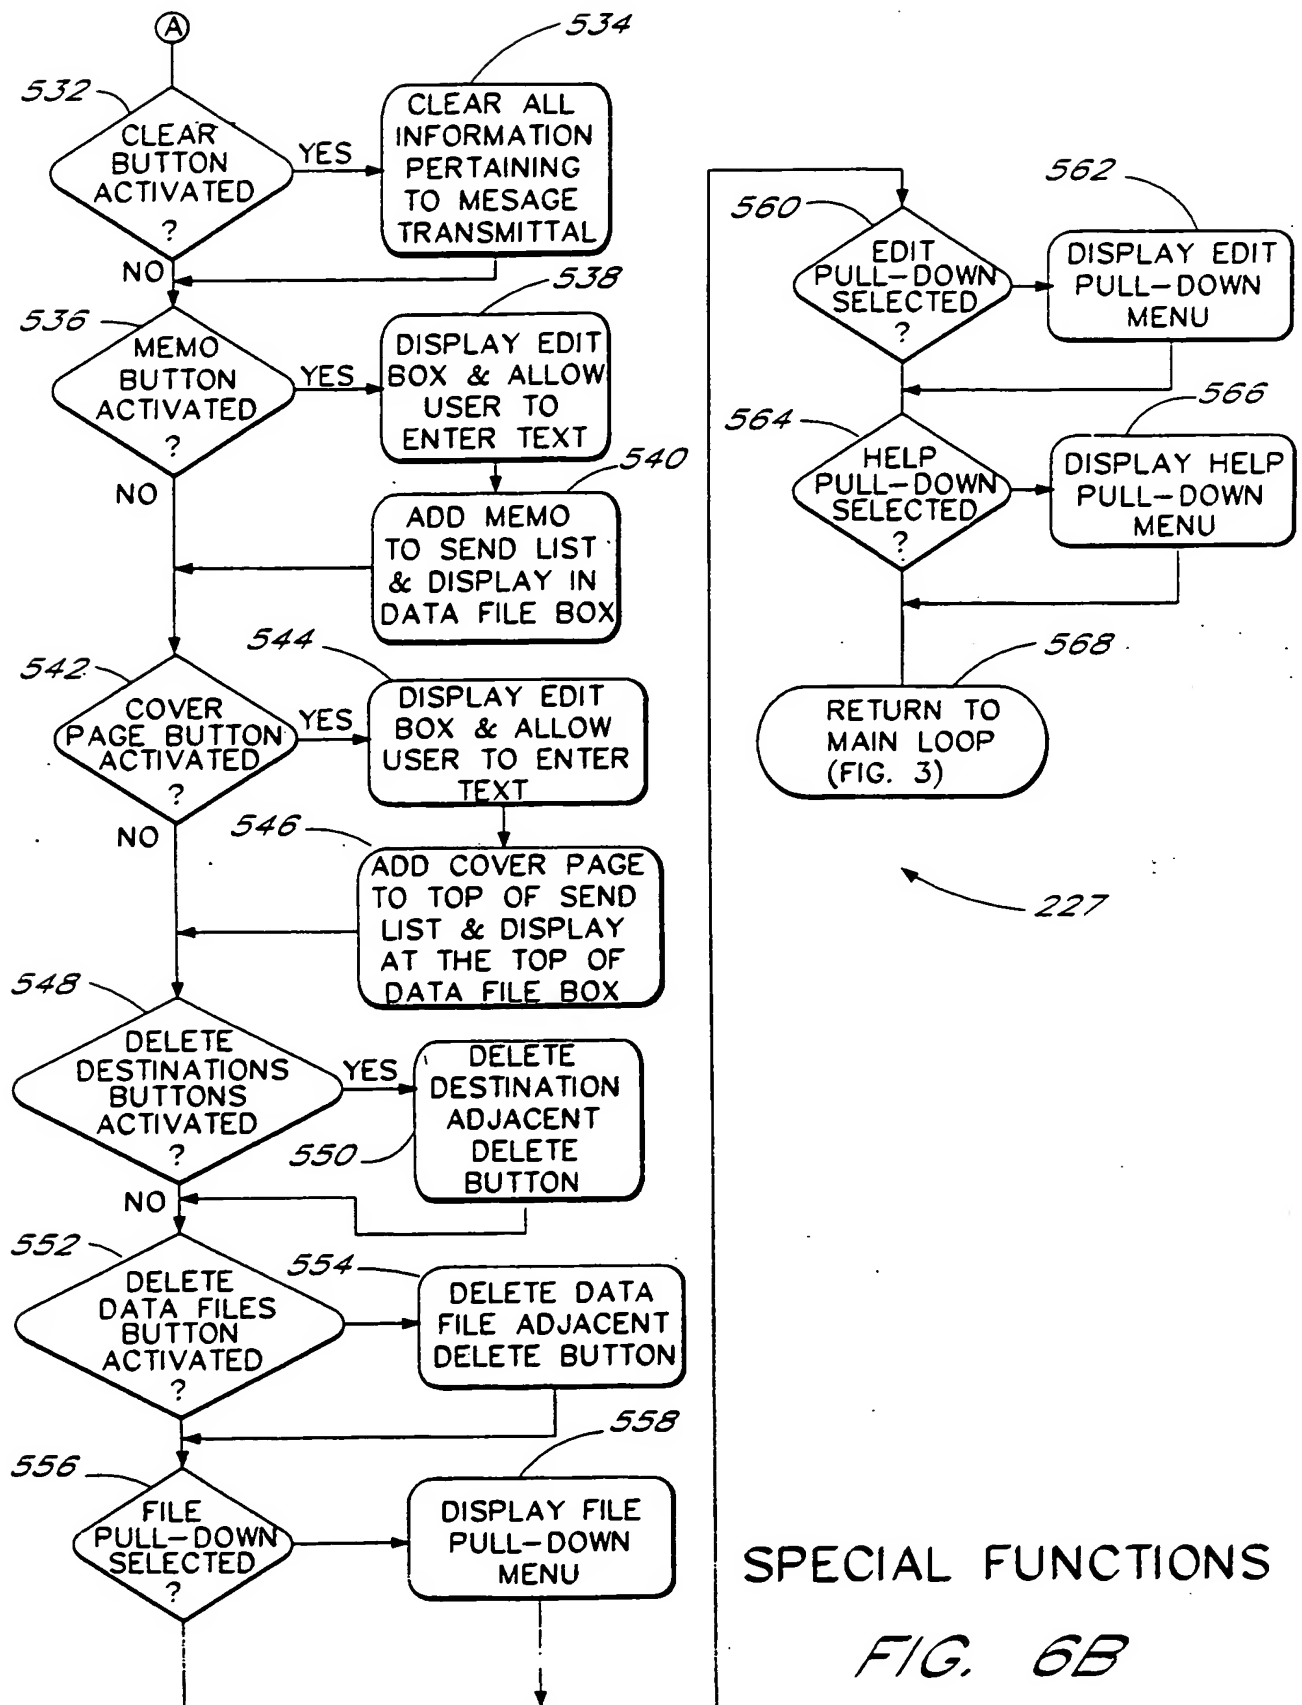 A
532
CLEAR
BUTTON
ACTIVATED
?
YES
NO
534
CLEAR ALL
INFORMATION
PERTAINING
TO MESAGE
TRANSMITTAL
536
MEMO
BUTTON
ACTIVATED
?
YES
NO
538
DISPLAY EDIT
BOX & ALLOW
USER TO
ENTER TEXT
540
ADD MEMO
TO SEND LIST
& DISPLAY IN
DATA FILE BOX
542
COVER
PAGE BUTTON
ACTIVATED
?
YES
NO
544
DISPLAY EDIT
BOX & ALLOW
USER TO ENTER
TEXT
546
ADD COVER PAGE
TO TOP OF SEND
LIST & DISPLAY
AT THE TOP OF
DATA FILE BOX
548
DELETE
DESTINATIONS
BUTTONS
ACTIVATED
?
YES
NO
550
DELETE
DESTINATION
ADJACENT
DELETE
BUTTON
552
DELETE
DATA FILES
BUTTON
ACTIVATED
?
554
DELETE DATA
FILE ADJACENT
DELETE BUTTON
556
FILE
PULL-DOWN
SELECTED
?
558
DISPLAY FILE
PULL-DOWN
MENU
560
EDIT
PULL-DOWN
SELECTED
?
562
DISPLAY EDIT
PULL-DOWN
MENU
564
HELP
PULL-DOWN
SELECTED
?
566
DISPLAY HELP
PULL-DOWN
MENU
568
RETURN TO
MAIN LOOP
(FIG. 3)
227
SPECIAL FUNCTIONS
FIG. 6B